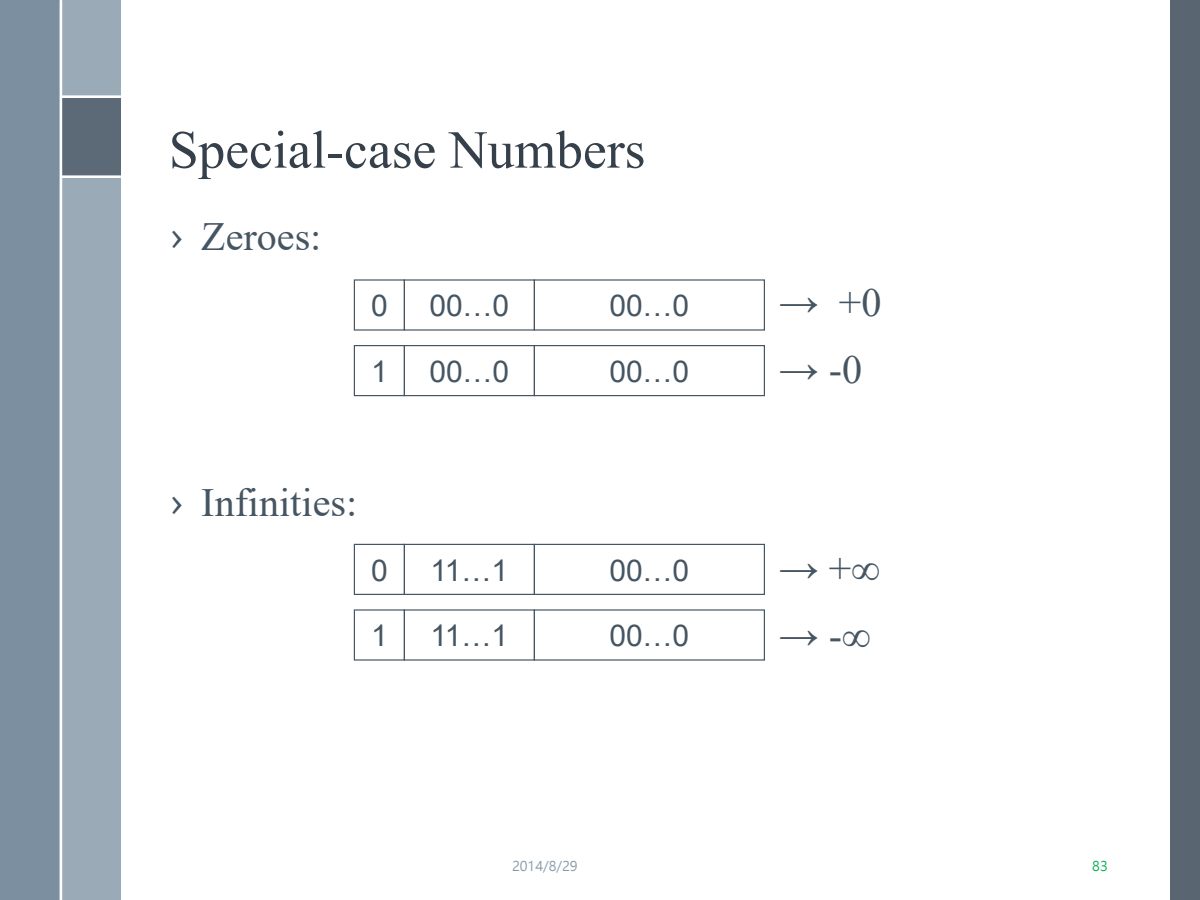 Special-case Numbers
› Zeroes:
0 00…0 00…0 → +0
1 00…0 00…0 → -0
› Infinities:
0 11…1 00…0 → +∞
1 11…1 00…0 → -∞
2014/8/29 83